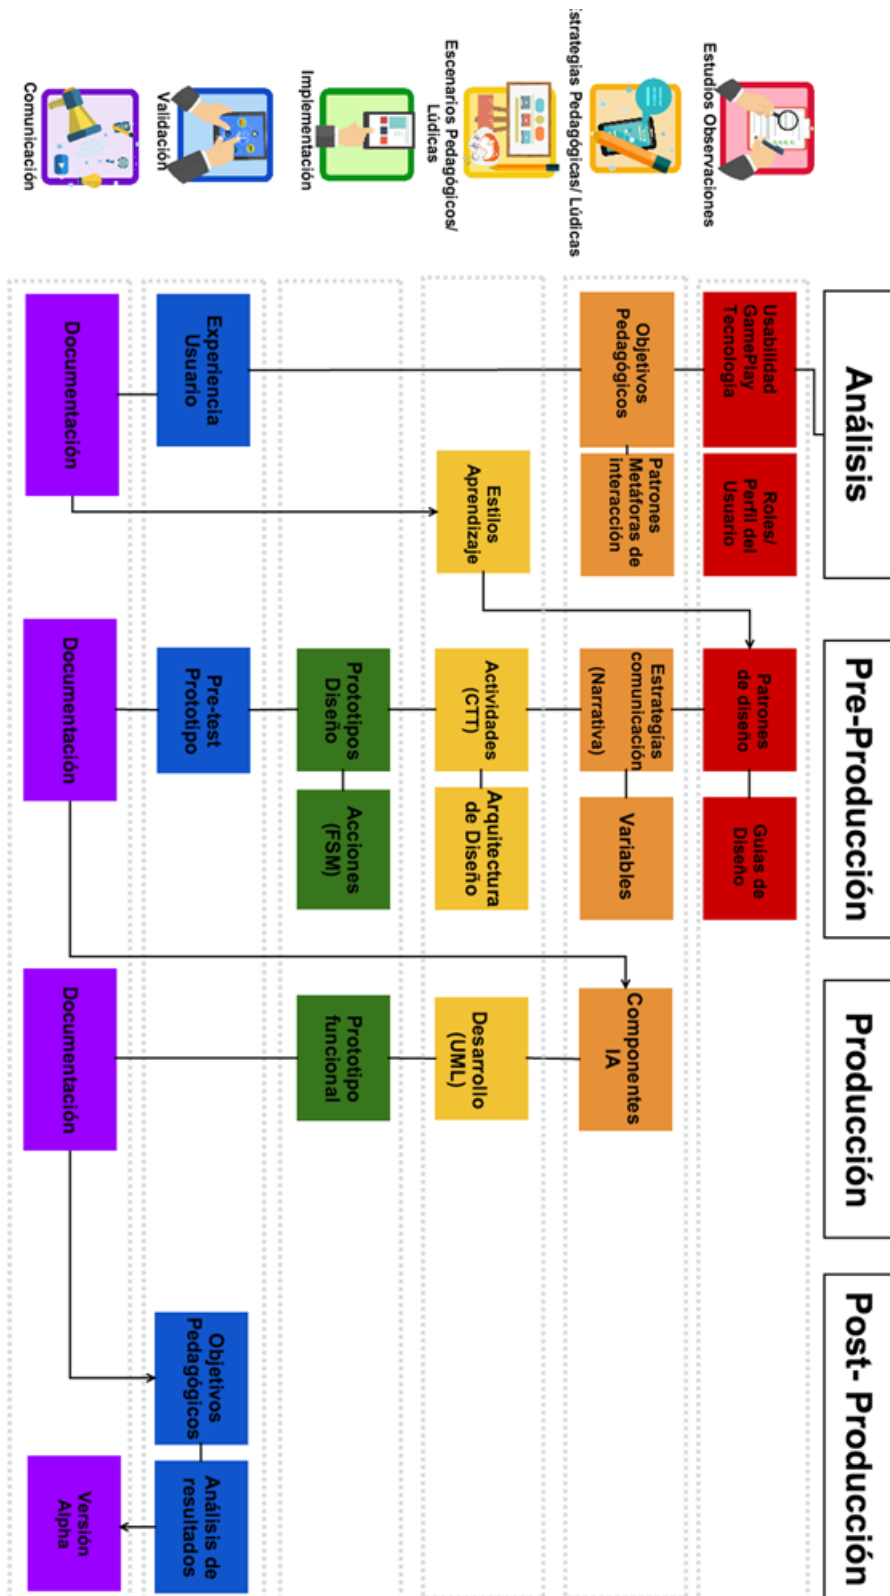 Análisis
Pre-Producción
Producción
Post- Producción
Estudios Observaciones
Usabilidad
GamePlay
Tecnología
Roles/
Perfil del
Usuario
Patrones
de diseño
Guías de
Diseño
strategias Pedagógicas/ Lúdicas
Objetivos
Pedagógicos
Patrones
Metáforas de
interacción
Estrategías
comunicación
(Narrativa)
Variables
Componentes
IA
Escenarios Pedagógicos/
Lúdicas
Estilos
Aprendizaje
Actividades
(CTT)
Arquitectura
de Diseño
Desarrollo
(UML)
Implementación
Prototipos
Diseño
Acciones
(FSM)
Prototipo
funcional
Validación
Experiencia
Usuario
Pre-test
Prototipo
Objetivos
Pedagógicos
Análisis de
resultados
Comunicación
Documentación
Documentación
Documentación
Versión
Alpha